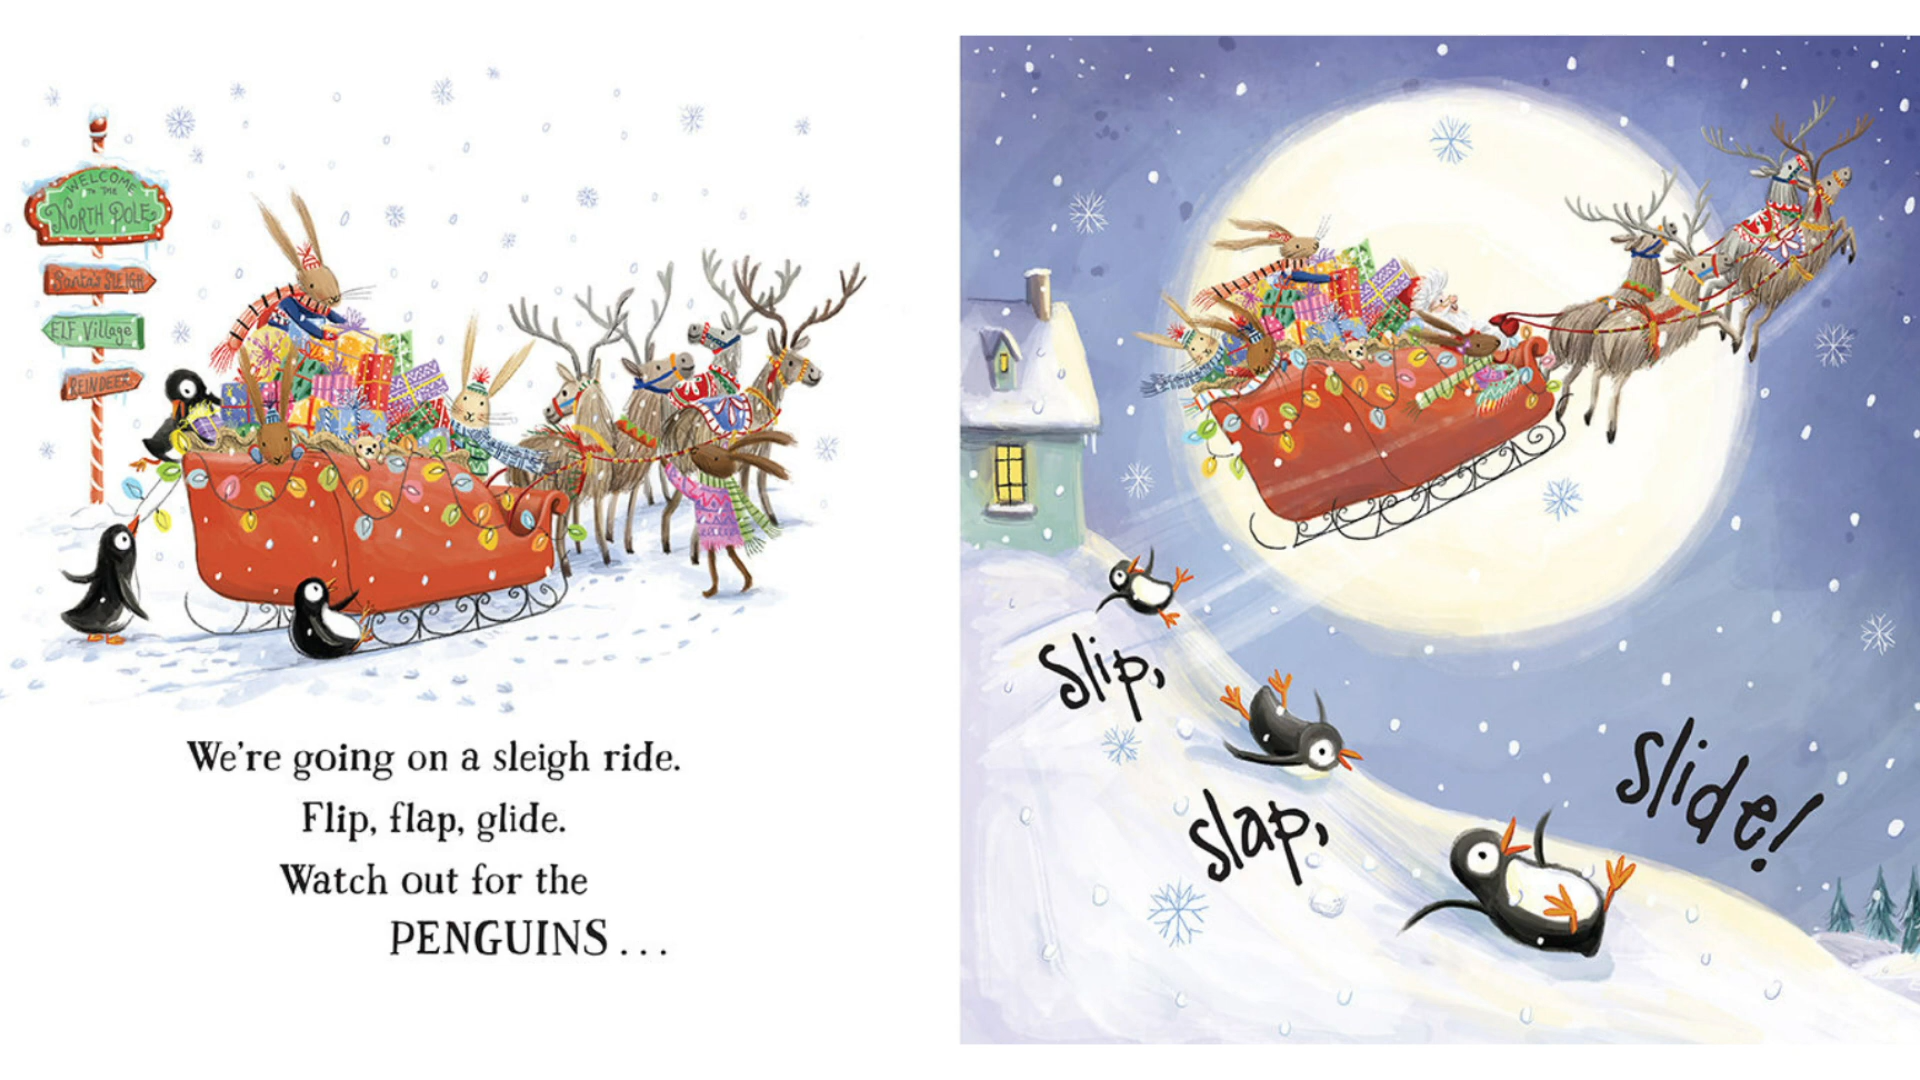 WELCOME
TO THE
NORTH POLE
Santa's SLEIGH
ELF Village
REINDEER
We're going on a sleigh ride.
Flip, flap, glide.
Watch out for the
PENGUINS . . .
Slip,
slap,
slide!